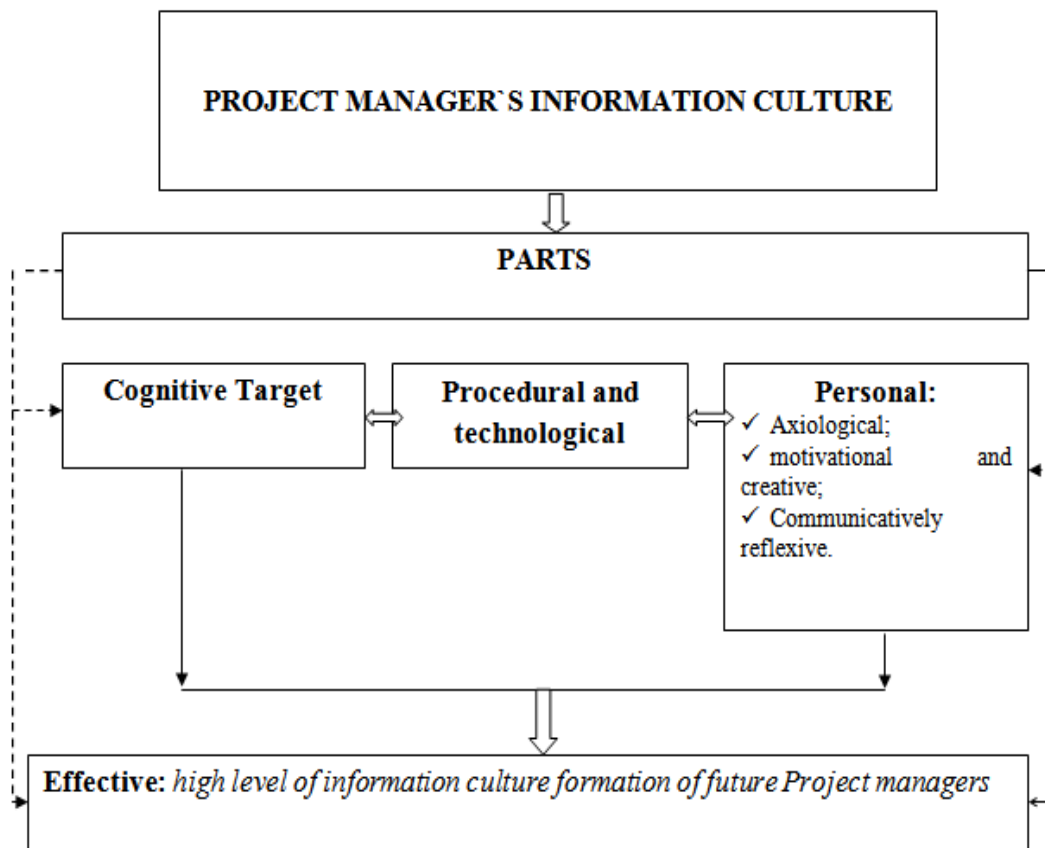 PROJECT MANAGER`S INFORMATION CULTURE
PARTS
Cognitive Target
Procedural and
technological
Personal:
✓ Axiological;
✓ motivational and
creative;
✓ Communicatively
reflexive.
Effective: high level of information culture formation of future Project managers